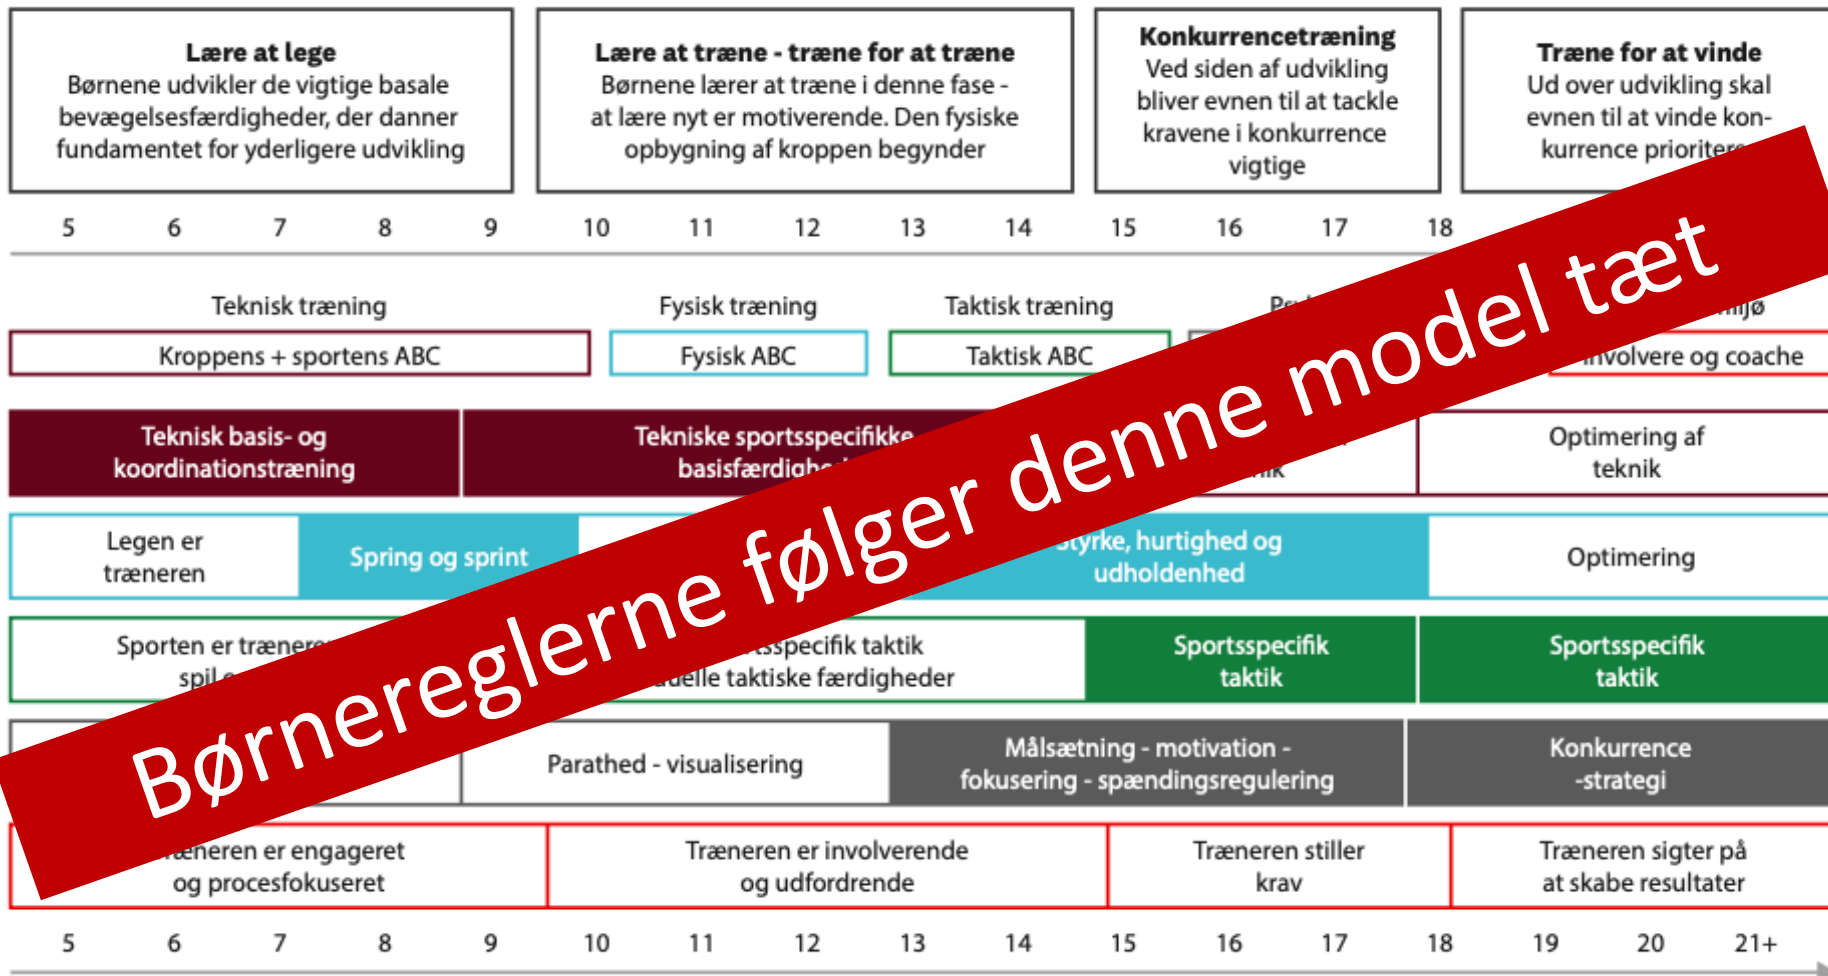 Lære at lege
Børnene udvikler de vigtige basale
bevægelsesfærdigheder, der danner
fundamentet for yderligere udvikling
Lære at træne - træne for at træne
Børnene lærer at træne i denne fase -
at lære nyt er motiverende. Den fysiske
opbygning af kroppen begynder
Konkurrencetræning
Ved siden af udvikling
bliver evnen til at tackle
kravene i konkurrence
vigtige
Træne for at vinde
Ud over udvikling skal
evnen til at vinde kon-
kurrence
5 6 7 8 9 10 11 12 13 14 15 16 17 18
Teknisk træning
Fysisk træning
Taktisk træning
Kroppens + sportens ABC
Fysisk ABC
Taktisk ABC
involvere og coache
Teknisk basis- og
koordinationstræning
Tekniske sportsspecifikke
Optimering af
teknik
Legen er
træneren
Spring og sprint
Styrke, hurtighed og
udholdenhed
Optimering
Sporten er
taktik
taktiske færdigheder
Sportsspecifik
taktik
Sportsspecifik
taktik
Parathed - visualisering
Målsætning - motivation -
fokusering - spændingsregulering
Konkurrence
-strategi
Træneren er engageret
og procesfokuseret
Træneren er involverende
og udfordrende
Træneren stiller
krav
Træneren sigter på
at skabe resultater
5 6 7 8 9 10 11 12 13 14 15 16 17 18 19 20 21+
Børnereglerne følger denne model tæt